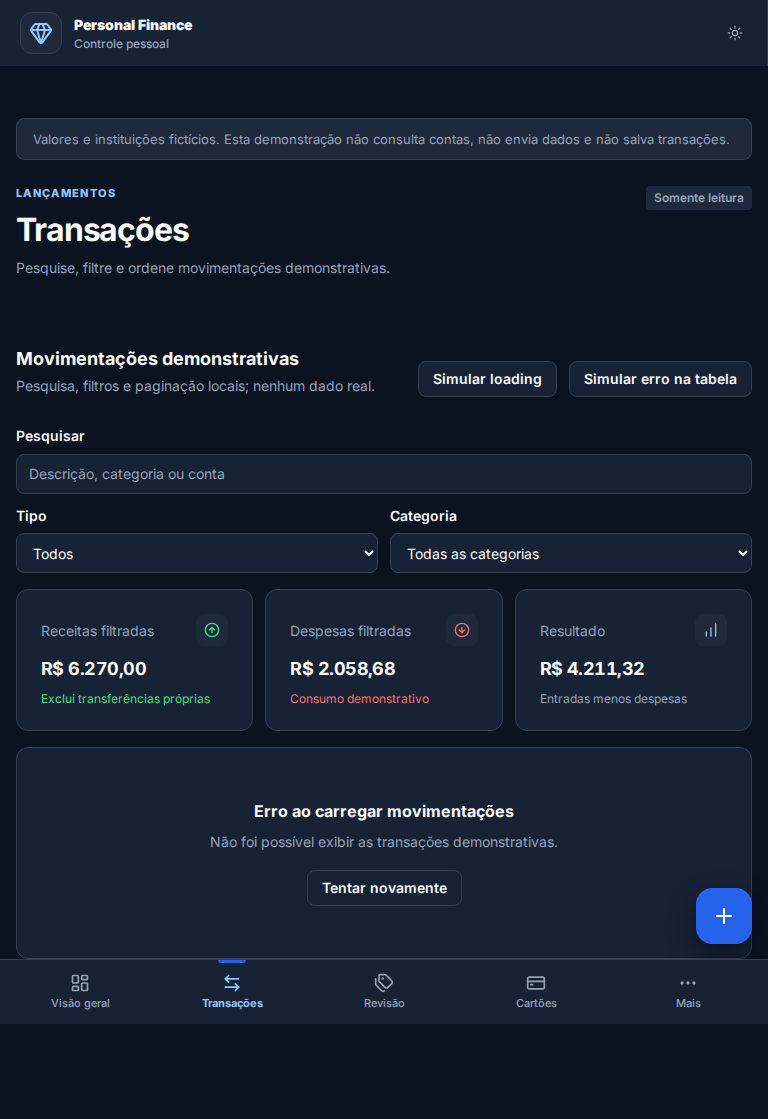 Personal Finance
Controle pessoal
Valores e instituições fictícios. Esta demonstração não consulta contas, não envia dados e não salva transações.
LANÇAMENTOS
Somente leitura
Transações
Pesquise, filtre e ordene movimentações demonstrativas.
Movimentações demonstrativas
Pesquisa, filtros e paginação locais; nenhum dado real.
Simular loading
Simular erro na tabela
Pesquisar
Descrição, categoria ou conta
Tipo
Categoria
Todos
Todas as categorias
Receitas filtradas
R$ 6.270,00
Exclui transferências próprias
Despesas filtradas
R$ 2.058,68
Consumo demonstrativo
Resultado
R$ 4.211,32
Entradas menos despesas
Erro ao carregar movimentações
Não foi possível exibir as transações demonstrativas.
Tentar novamente
Visão geral
Transações
Revisão
Cartões
Mais